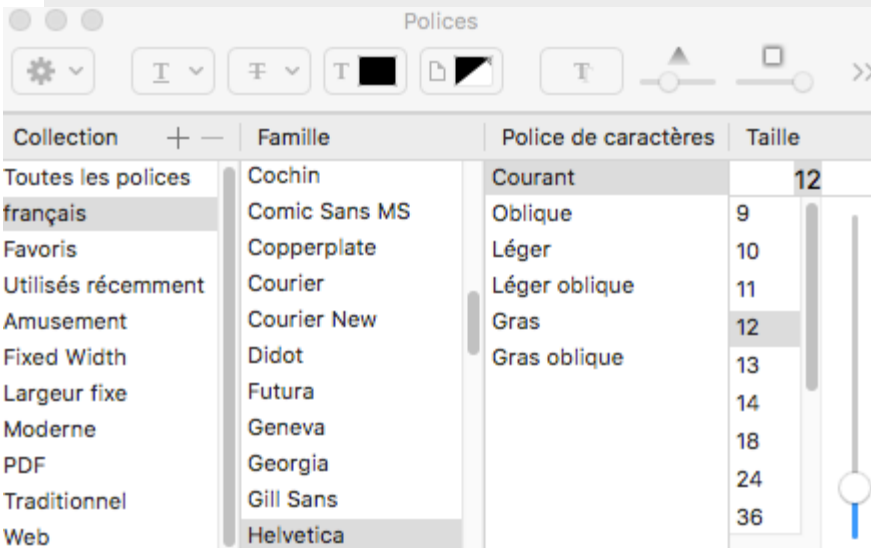 Polices
T T T T
Collection + — Famille Police de caractères Taille
Toutes les polices Cochin Courant 12
français Comic Sans MS Oblique 9
Favoris Copperplate Léger 10
Utilisés récemment Courier Léger oblique 11
Amusement Courier New Gras 12
Fixed Width Didot Gras oblique 13
Largeur fixe Futura 14
Moderne Geneva 18
PDF Georgia 24
Traditionnel Gill Sans 36
Web Helvetica